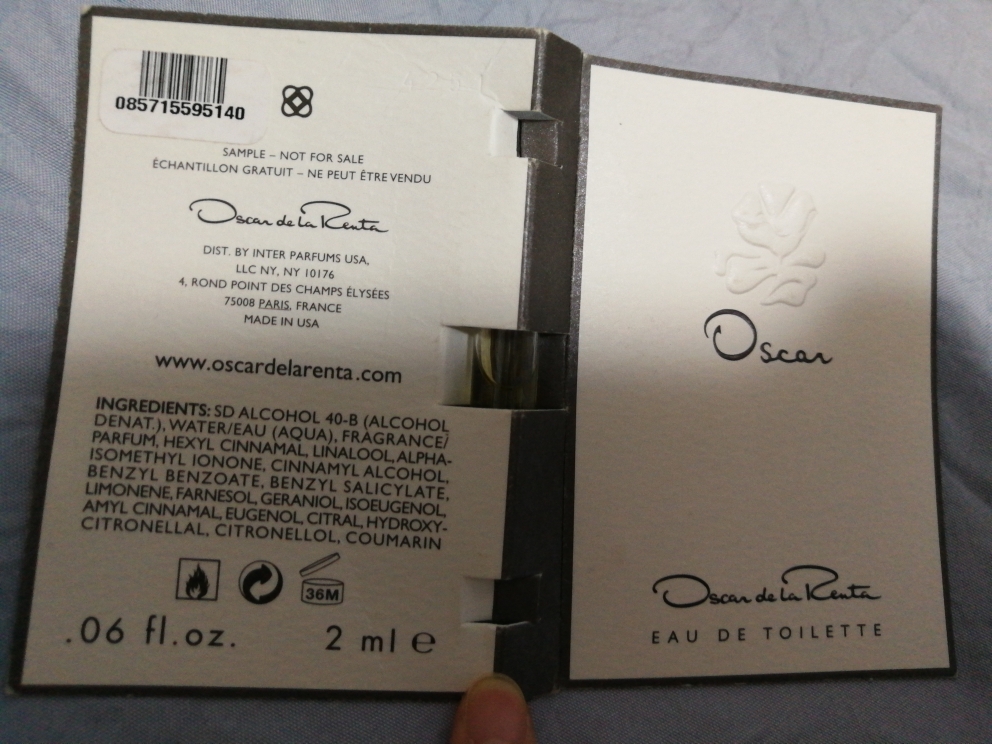 085715595140
SAMPLE – NOT FOR SALE
ÉCHANTILLON GRATUIT – NE PEUT ÊTRE VENDU
Oscar de la Renta
DIST. BY INTER PARFUMS USA,
LLC NY, NY 10176
4, ROND POINT DES CHAMPS ÉLYSÉES
75008 PARIS, FRANCE
MADE IN USA
www.oscardelarenta.com
INGREDIENTS: SD ALCOHOL 40-B (ALCOHOL
DENAT.), WATER/EAU (AQUA), FRAGRANCE/
PARFUM, HEXYL CINNAMAL, LINALOOL, ALPHA-
ISOMETHYL IONONE, CINNAMYL ALCOHOL,
BENZYL BENZOATE, BENZYL SALICYLATE,
LIMONENE, FARNESOL, GERANIOL, ISOEUGENOL,
AMYL CINNAMAL, EUGENOL, CITRAL, HYDROXY-
CITRONELLAL, CITRONELLOL, COUMARIN
36M
.06 fl.oz. 2 ml e
Oscar
Oscar de la Renta
EAU DE TOILETTE